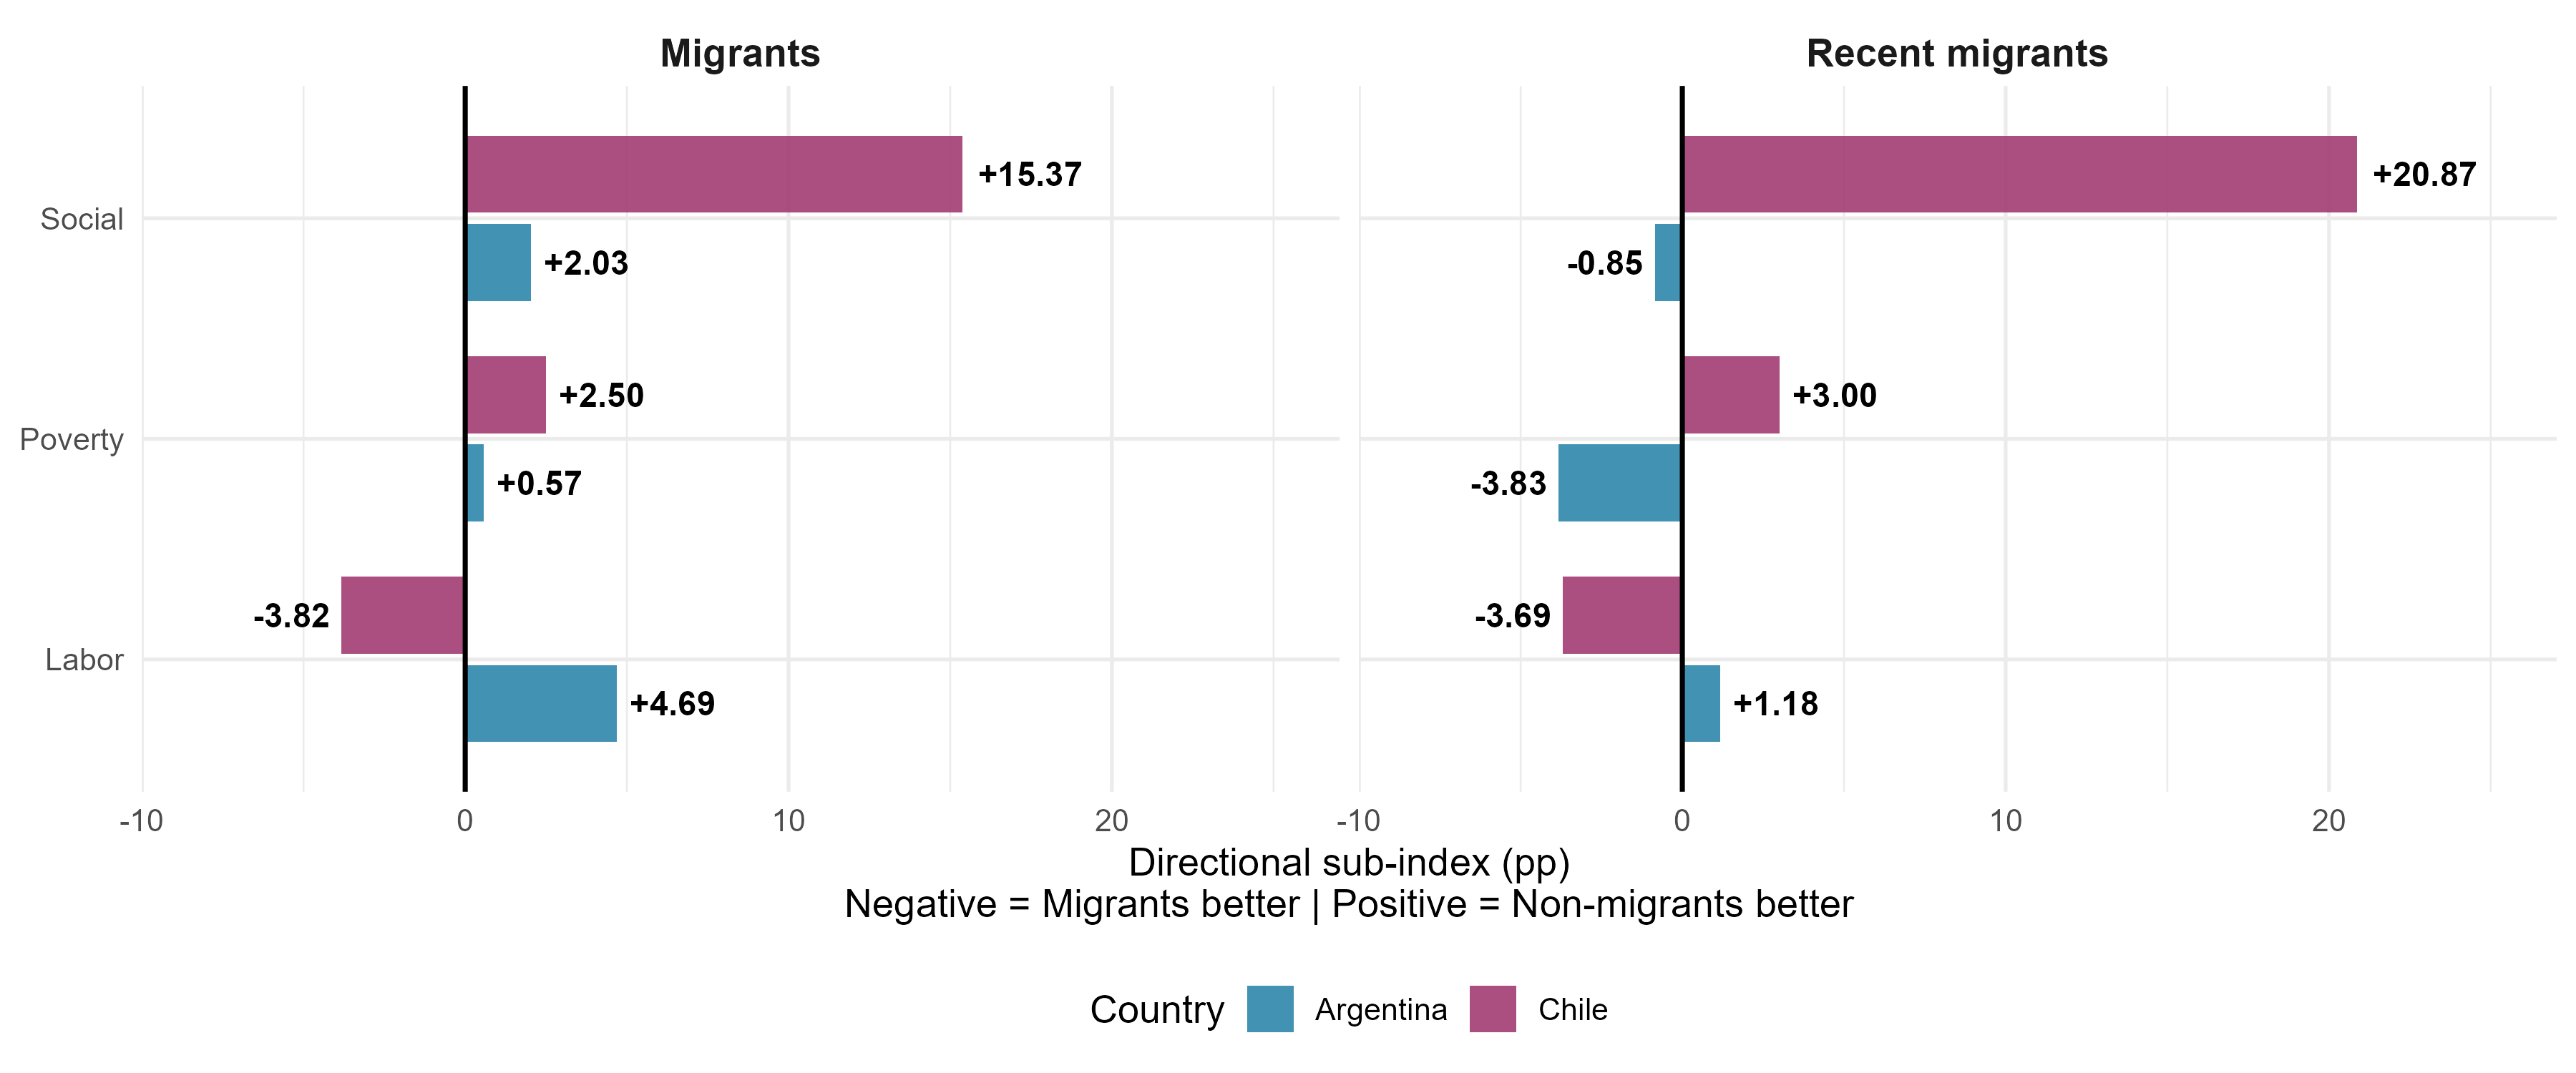 Migrants
Recent migrants
Social
+15.37
+20.87
+2.03
-0.85
Poverty
+2.50
+3.00
+0.57
-3.83
Labor
-3.82
-3.69
+4.69
+1.18
-10 0 10 20 -10 0 10 20
Directional sub-index (pp)
Negative = Migrants better | Positive = Non-migrants better
Country Argentina Chile